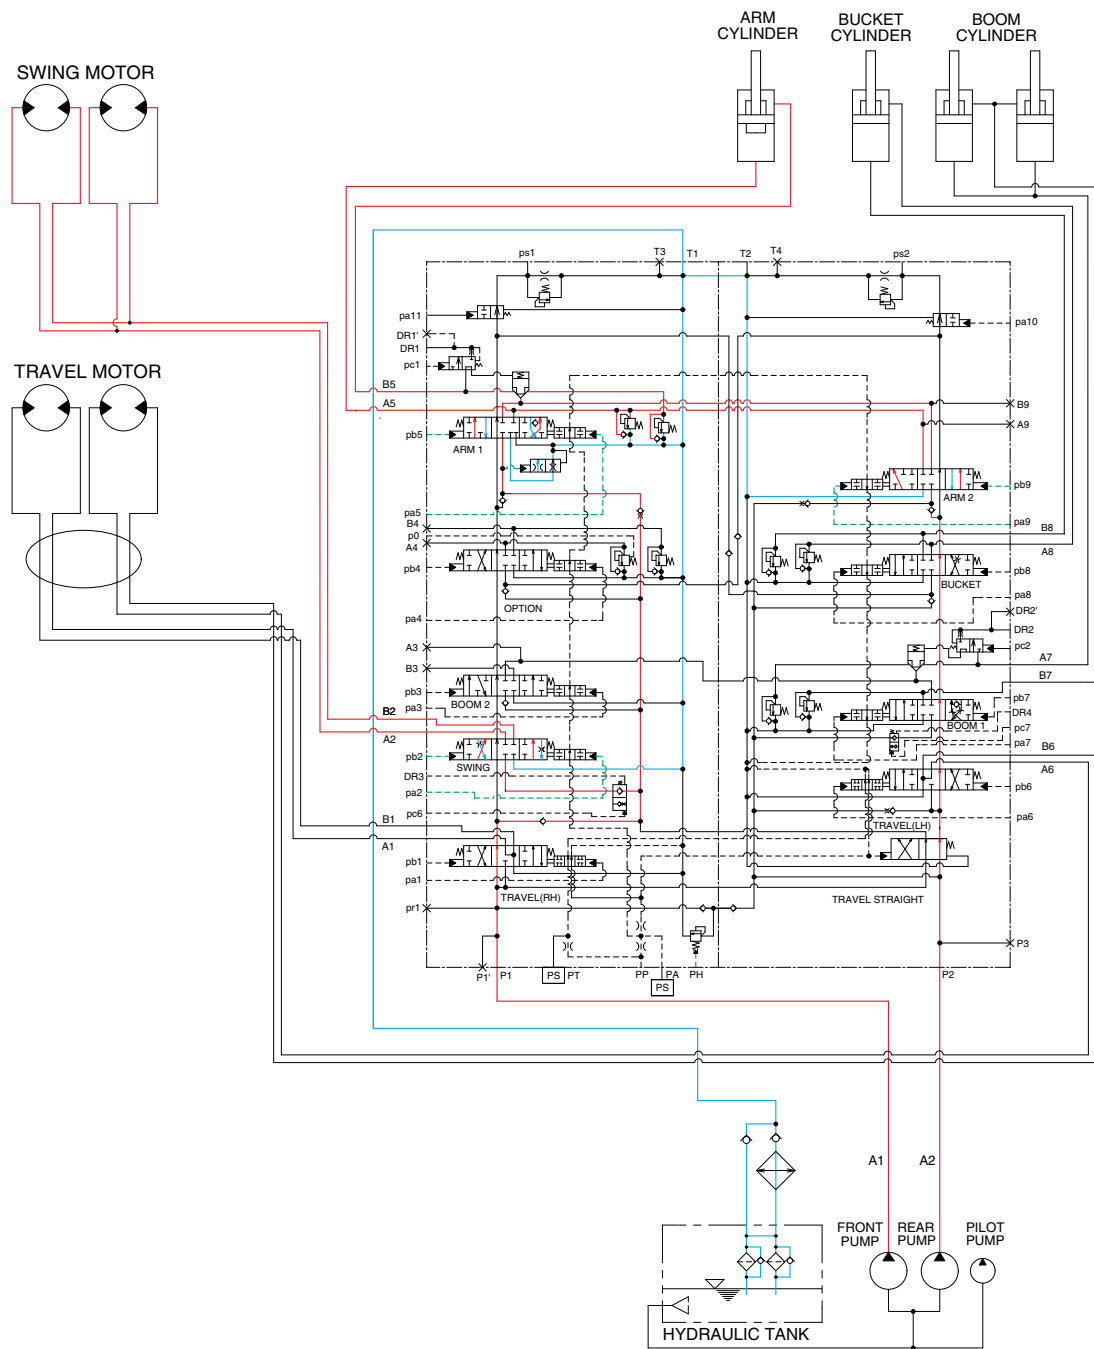 ARM
CYLINDER
BUCKET
CYLINDER
BOOM
CYLINDER
SWING MOTOR
TRAVEL MOTOR
ps1
T3
T1
T2
T4
ps2
pa11
DR1'
DR1
pc1
B5
A5
pb5
ARM 1
pa5
B4
p0
A4
pb4
OPTION
pa4
A3
B3
pb3
pa3
BOOM 2
B2
A2
pb2
SWING
DR3
pa2
pc6
B1
A1
pb1
pa1
TRAVEL(RH)
pr1
pa10
B9
A9
pb9
ARM 2
pa9
B8
A8
pb8
BUCKET
pa8
DR2'
DR2
pc2
A7
B7
pb7
DR4
BOOM 1
pc7
pa7
B6
A6
pb6
pa6
TRAVEL(LH)
TRAVEL STRAIGHT
P3
P1'
P1
PS
PT
PP
PA
PS
PH
P2
A1
A2
FRONT
PUMP
REAR
PUMP
PILOT
PUMP
HYDRAULIC TANK